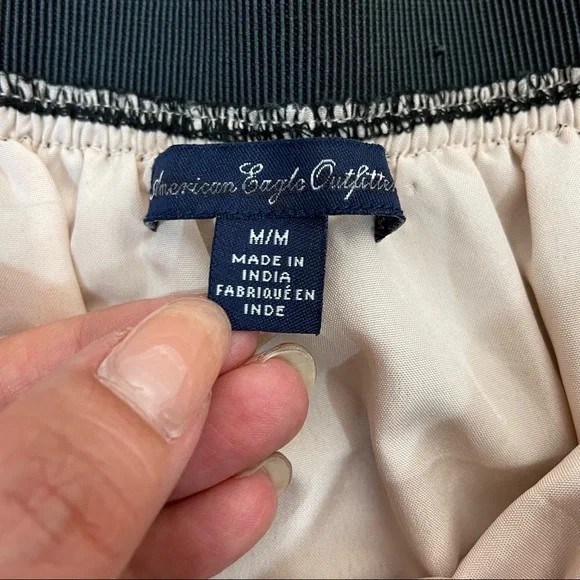 American Eagle Outfitters
M/M
MADE IN
INDIA
FABRIQUÉ EN
INDE